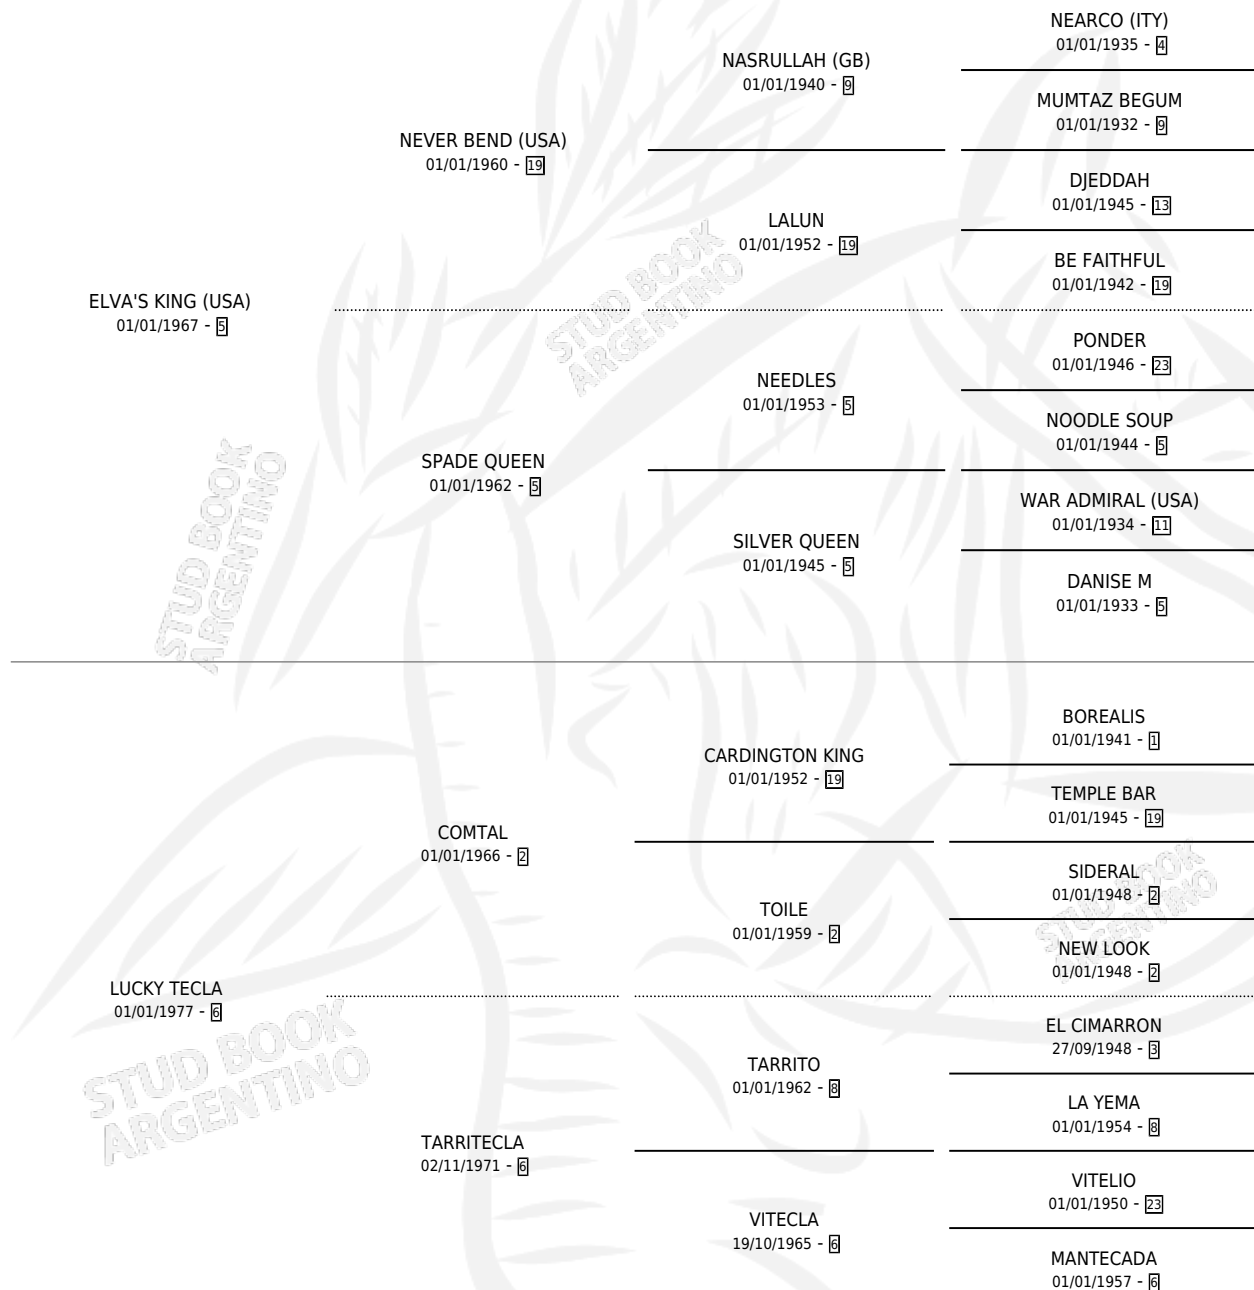 NEARCO (ITY)
01/01/1935 - 4
NASRULLAH (GB)
01/01/1940 - 9
MUMTAZ BEGUM
01/01/1932 - 9
NEVER BEND (USA)
01/01/1960 - 19
DJEDDAH
01/01/1945 - 13
LALUN
01/01/1952 - 19
BE FAITHFUL
01/01/1942 - 19
ELVA'S KING (USA)
01/01/1967 - 5
STUD BOOK
ARGENTINO
PONDER
01/01/1946 - 23
NEEDLES
01/01/1953 - 5
NOODLE SOUP
01/01/1944 - 5
SPADE QUEEN
01/01/1962 - 5
WAR ADMIRAL (USA)
01/01/1934 - 11
SILVER QUEEN
01/01/1945 - 5
DANISE M
01/01/1933 - 5
STUD BOOK
ARGENTINO
BOREALIS
01/01/1941 - 1
CARDINGTON KING
01/01/1952 - 19
TEMPLE BAR
01/01/1945 - 19
COMTAL
01/01/1966 - 2
SIDERAL
01/01/1948 - 2
TOILE
01/01/1959 - 2
STUD BOOK
ARGENTINO
NEW LOOK
01/01/1948 - 2
LUCKY TECLA
01/01/1977 - 6
STUD BOOK
ARGENTINO
EL CIMARRON
27/09/1948 - 3
TARRITO
01/01/1962 - 8
LA YEMA
01/01/1954 - 8
TARRITECLA
02/11/1971 - 6
VITELIO
01/01/1950 - 23
VITECLA
19/10/1965 - 6
MANTECADA
01/01/1957 - 6